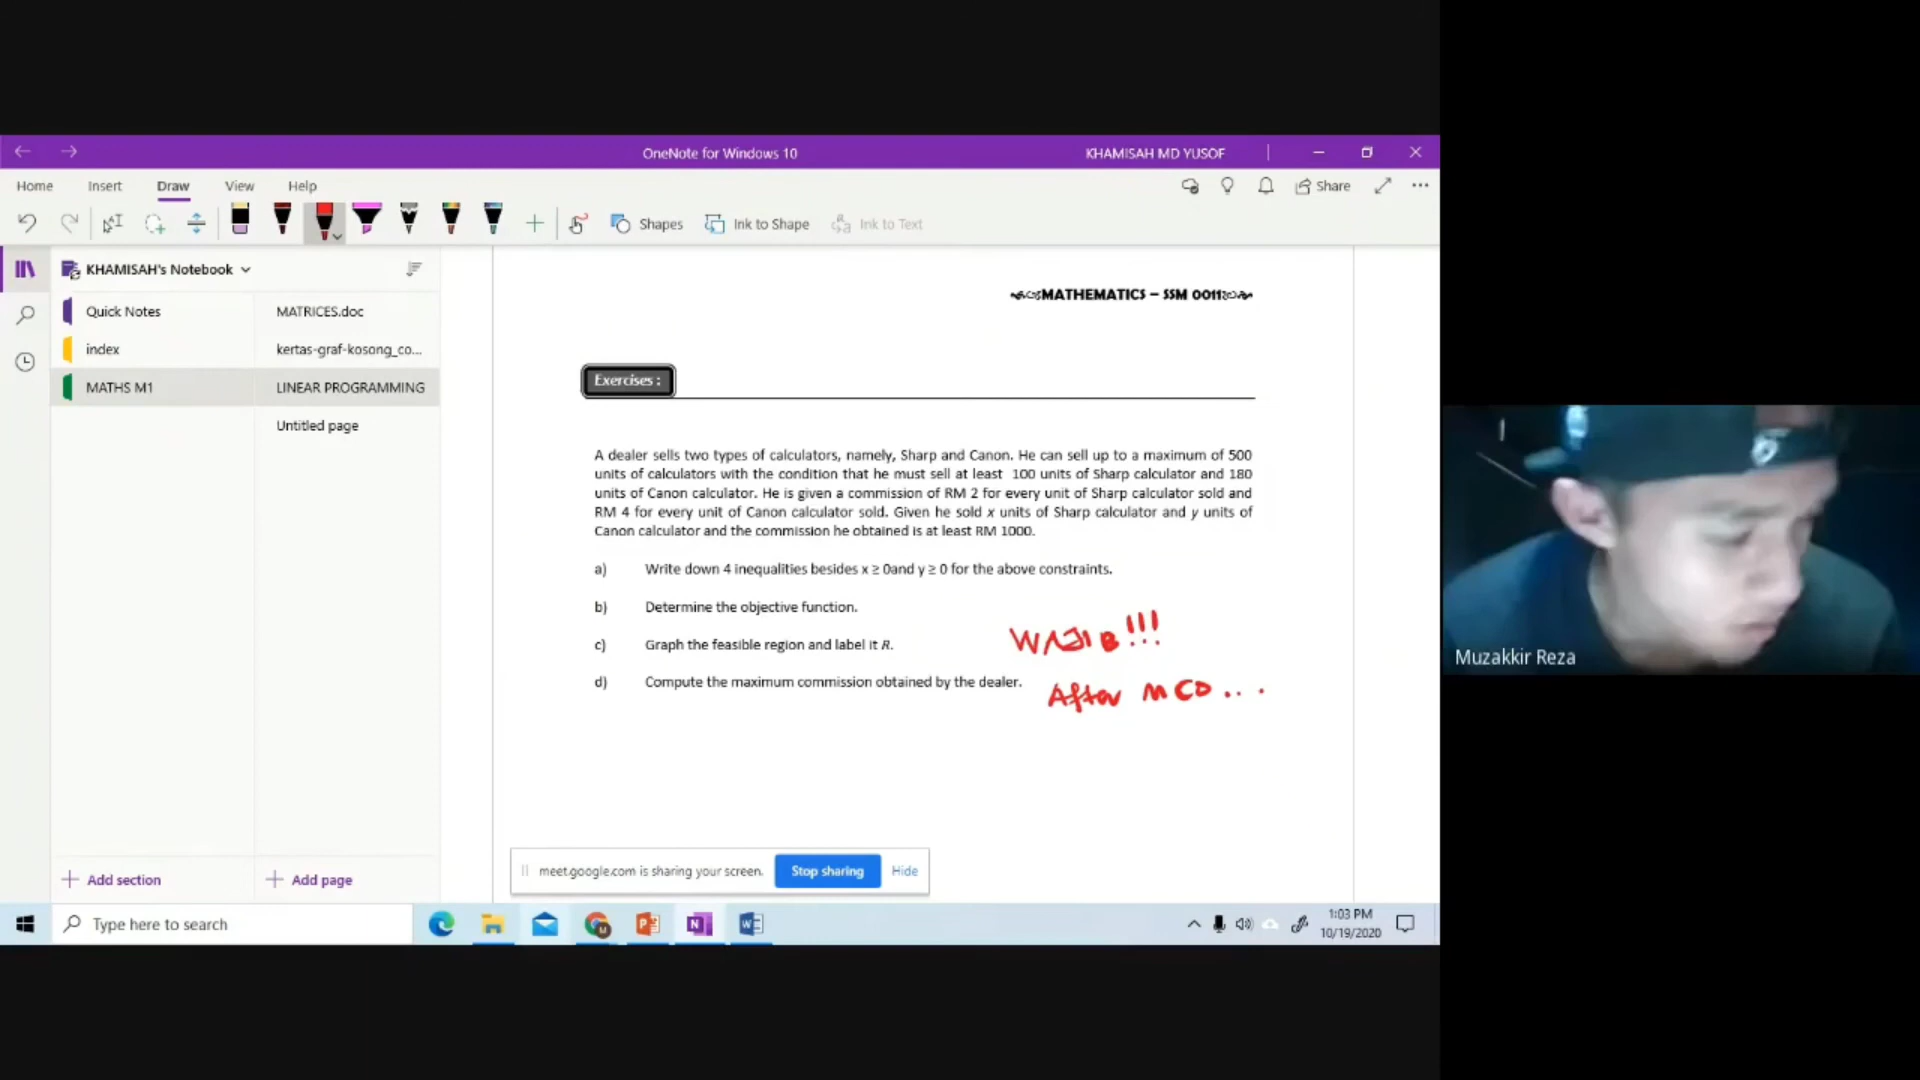 OneNote for Windows 10
KHAMISAH MD YUSOF
Home Insert Draw View Help
Share
Shapes
Ink to Shape
Ink to Text
KHAMISAH's Notebook
Quick Notes
index
MATHS M1
MATRICES.doc
kertas-graf-kosong_co...
LINEAR PROGRAMMING
Untitled page
Add section
Add page
MATHEMATICS – SSM 0011
Exercises :
A dealer sells two types of calculators, namely, Sharp and Canon. He can sell up to a maximum of 500
units of calculators with the condition that he must sell at least 100 units of Sharp calculator and 180
units of Canon calculator. He is given a commission of RM 2 for every unit of Sharp calculator sold and
RM 4 for every unit of Canon calculator sold. Given he sold x units of Sharp calculator and y units of
Canon calculator and the commission he obtained is at least RM 1000.
a) Write down 4 inequalities besides x ≥ 0and y ≥ 0 for the above constraints.
b) Determine the objective function.
c) Graph the feasible region and label it R.
WAJIB!!!
d) Compute the maximum commission obtained by the dealer.
After MCO...
meet.google.com is sharing your screen.
Stop sharing
Hide
Type here to search
1:03 PM
10/19/2020
Muzakkir Reza